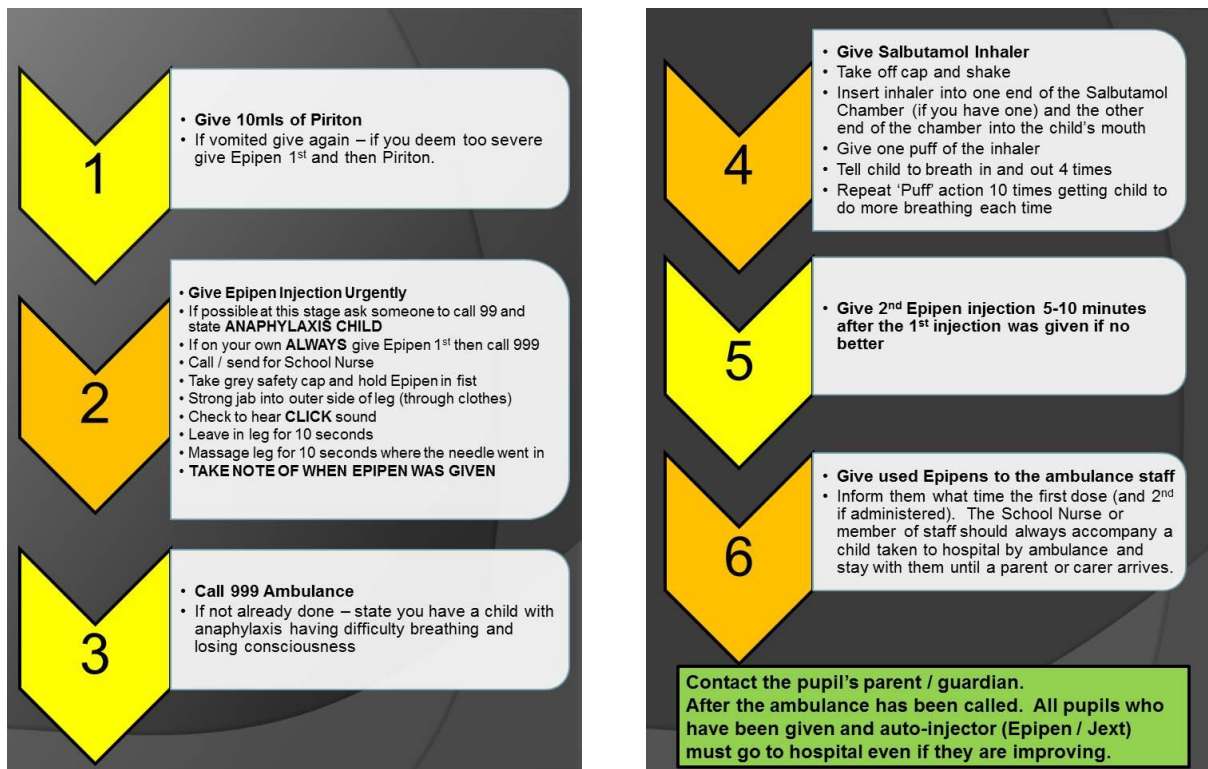 1
• Give 10mls of Piriton
• If vomited give again – if you deem too severe
give Epipen 1st and then Piriton.
2
• Give Epipen Injection Urgently
• If possible at this stage ask someone to call 99 and
state ANAPHYLAXIS CHILD
• If on your own ALWAYS give Epipen 1st then call 999
• Call / send for School Nurse
• Take grey safety cap and hold Epipen in fist
• Strong jab into outer side of leg (through clothes)
• Check to hear CLICK sound
• Leave in leg for 10 seconds
• Massage leg for 10 seconds where the needle went in
• TAKE NOTE OF WHEN EPIPEN WAS GIVEN
3
• Call 999 Ambulance
• If not already done – state you have a child with
anaphylaxis having difficulty breathing and
losing consciousness
4
• Give Salbutamol Inhaler
• Take off cap and shake
• Insert inhaler into one end of the Salbutamol
Chamber (if you have one) and the other
end of the chamber into the child's mouth
• Give one puff of the inhaler
• Tell child to breath in and out 4 times
• Repeat 'Puff' action 10 times getting child to
do more breathing each time
5
• Give 2nd Epipen injection 5-10 minutes
after the 1st injection was given if no
better
6
• Give used Epipens to the ambulance staff
• Inform them what time the first dose (and 2nd
if administered). The School Nurse or
member of staff should always accompany a
child taken to hospital by ambulance and
stay with them until a parent or carer arrives.
Contact the pupil's parent / guardian.
After the ambulance has been called. All pupils who
have been given and auto-injector (Epipen / Jext)
must go to hospital even if they are improving.